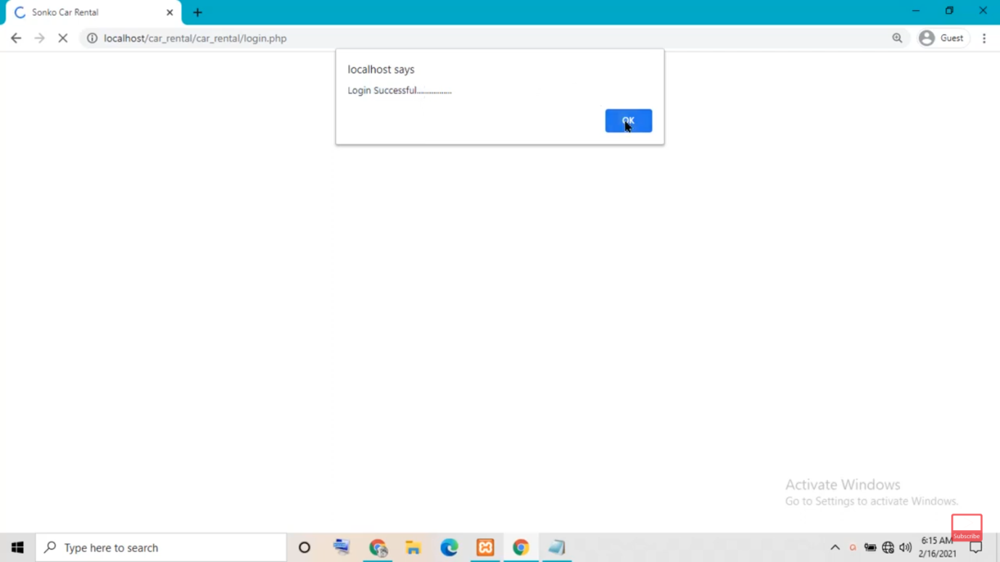 Sonko Car Rental
localhost/car_rental/car_rental/login.php
Guest
localhost says
Login Successful................
OK
Activate Windows
Go to Settings to activate Windows.
Subscribe
Type here to search
6:15 AM
2/16/2021